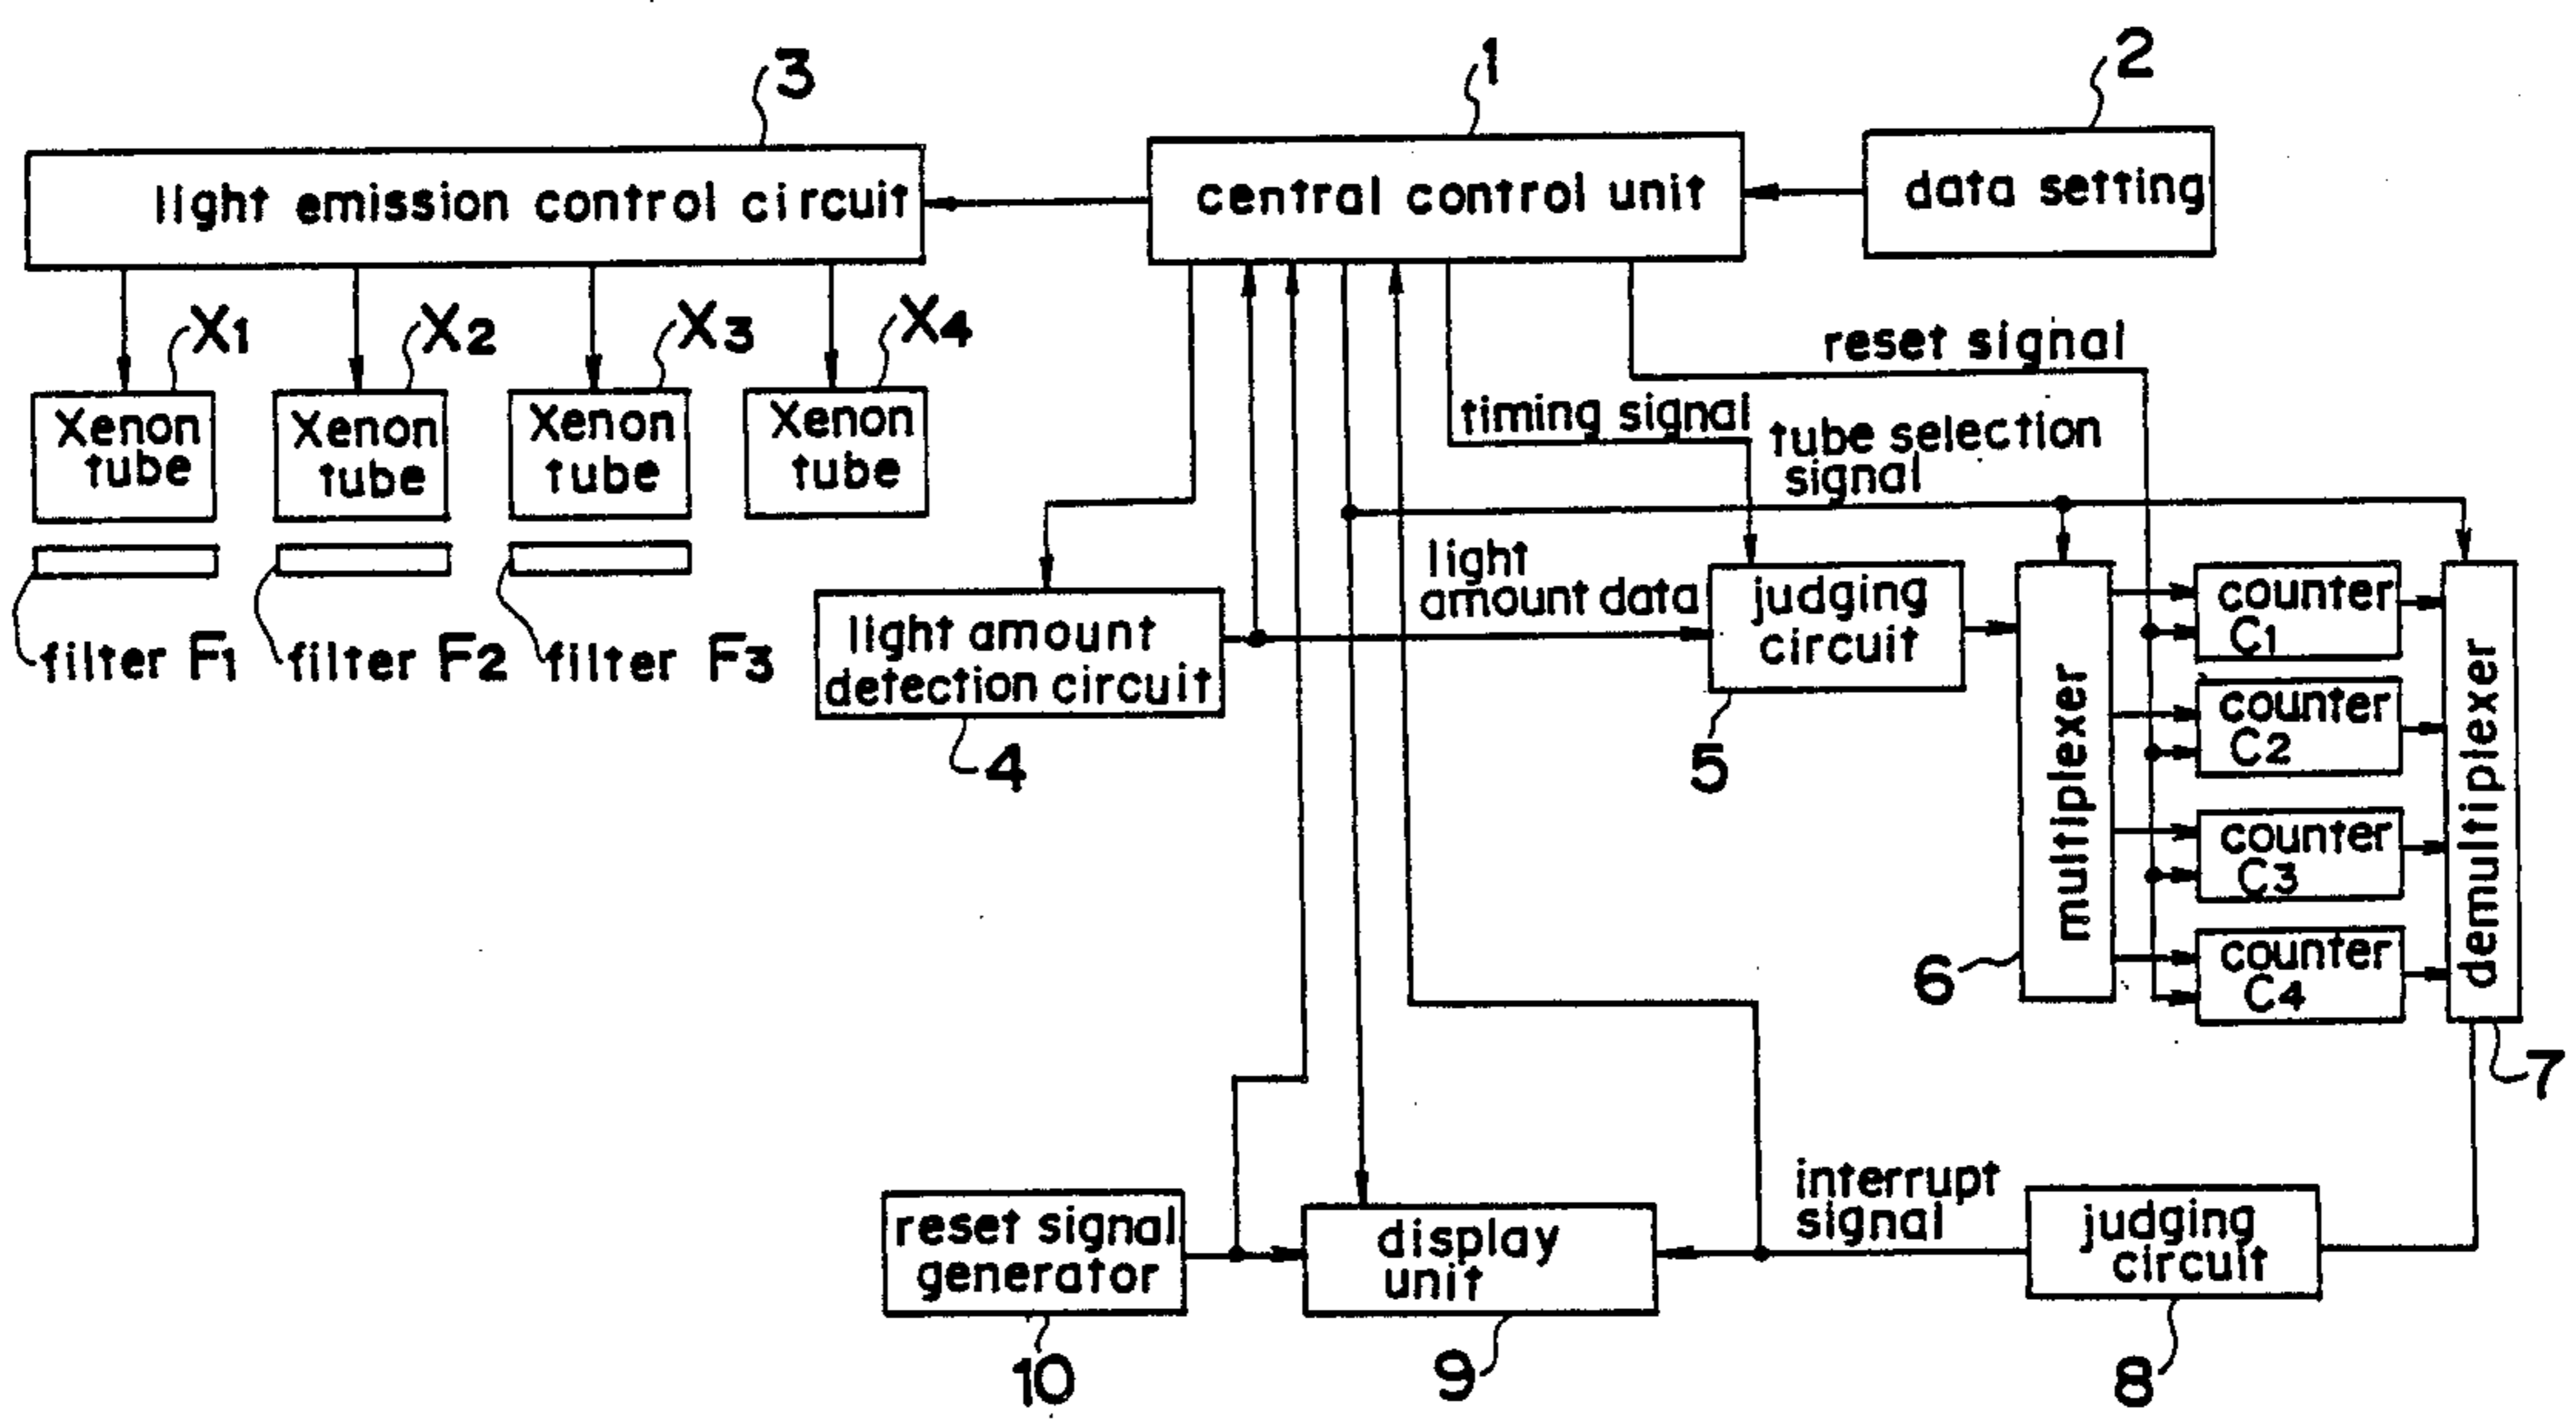 3
1
2
light emission control circuit
central control unit
data setting
X1
X2
X3
X4
reset signal
Xenon
tube
Xenon
tube
Xenon
tube
Xenon
tube
timing signal
tube selection
signal
filter F1
filter F2
filter F3
light amount
detection circuit
4
light
amount data
judging
circuit
5
multiplexer
6
counter
C1
counter
C2
counter
C3
counter
C4
demultiplexer
7
reset signal
generator
10
display
unit
9
interrupt
signal
judging
circuit
8